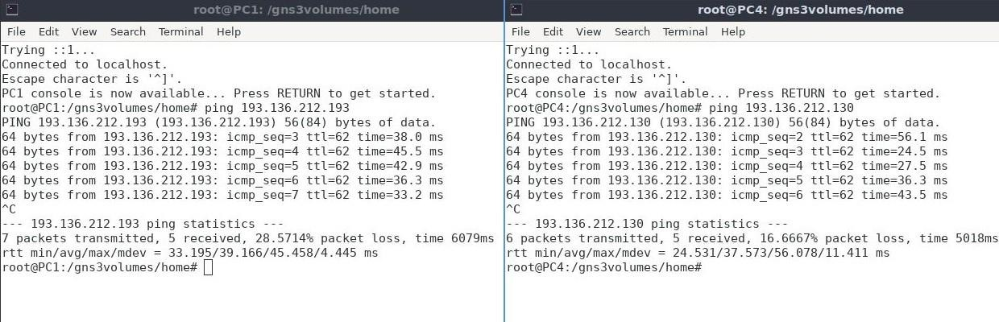 root@PC1: /gns3volumes/home
File Edit View Search Terminal Help
Trying ::1...
Connected to localhost.
Escape character is '^]'.
PC1 console is now available... Press RETURN to get started.
root@PC1:/gns3volumes/home# ping 193.136.212.193
PING 193.136.212.193 (193.136.212.193) 56(84) bytes of data.
64 bytes from 193.136.212.193: icmp_seq=3 ttl=62 time=38.0 ms
64 bytes from 193.136.212.193: icmp_seq=4 ttl=62 time=45.5 ms
64 bytes from 193.136.212.193: icmp_seq=5 ttl=62 time=42.9 ms
64 bytes from 193.136.212.193: icmp_seq=6 ttl=62 time=36.3 ms
64 bytes from 193.136.212.193: icmp_seq=7 ttl=62 time=33.2 ms
^C
--- 193.136.212.193 ping statistics ---
7 packets transmitted, 5 received, 28.5714% packet loss, time 6079ms
rtt min/avg/max/mdev = 33.195/39.166/45.458/4.445 ms
root@PC1:/gns3volumes/home#
root@PC4: /gns3volumes/home
File Edit View Search Terminal Help
Trying ::1...
Connected to localhost.
Escape character is '^]'.
PC4 console is now available... Press RETURN to get started.
root@PC4:/gns3volumes/home# ping 193.136.212.130
PING 193.136.212.130 (193.136.212.130) 56(84) bytes of data.
64 bytes from 193.136.212.130: icmp_seq=2 ttl=62 time=56.1 ms
64 bytes from 193.136.212.130: icmp_seq=3 ttl=62 time=24.5 ms
64 bytes from 193.136.212.130: icmp_seq=4 ttl=62 time=27.5 ms
64 bytes from 193.136.212.130: icmp_seq=5 ttl=62 time=36.3 ms
64 bytes from 193.136.212.130: icmp_seq=6 ttl=62 time=43.5 ms
^C
--- 193.136.212.130 ping statistics ---
6 packets transmitted, 5 received, 16.6667% packet loss, time 5018ms
rtt min/avg/max/mdev = 24.531/37.573/56.078/11.411 ms
root@PC4:/gns3volumes/home#